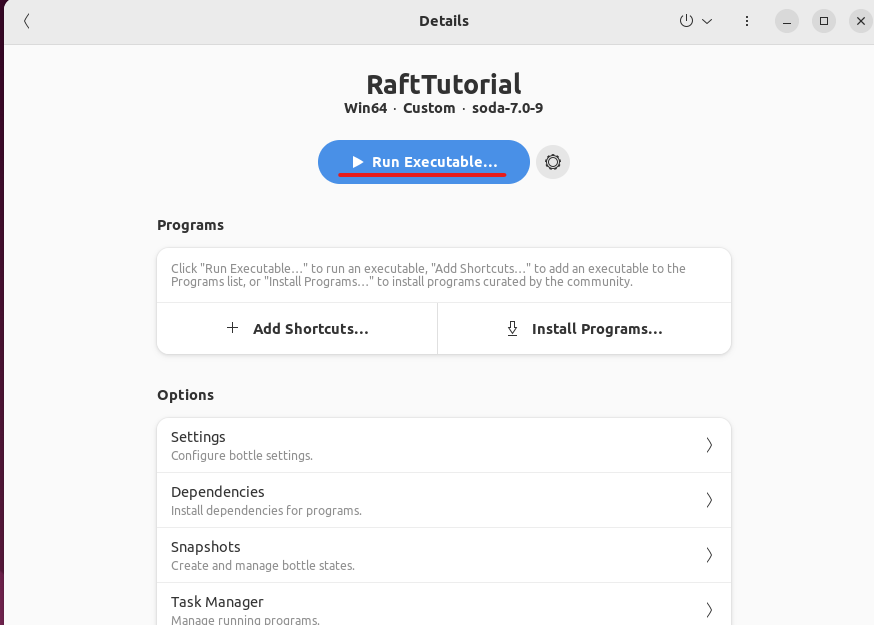 Details
RaftTutorial
Win64 · Custom · soda-7.0-9
Run Executable...
Programs
Click "Run Executable..." to run an executable, "Add Shortcuts..." to add an executable to the
Programs list, or "Install Programs..." to install programs curated by the community.
Add Shortcuts...
Install Programs...
Options
Settings
Configure bottle settings.
Dependencies
Install dependencies for programs.
Snapshots
Create and manage bottle states.
Task Manager
Manage running programs.